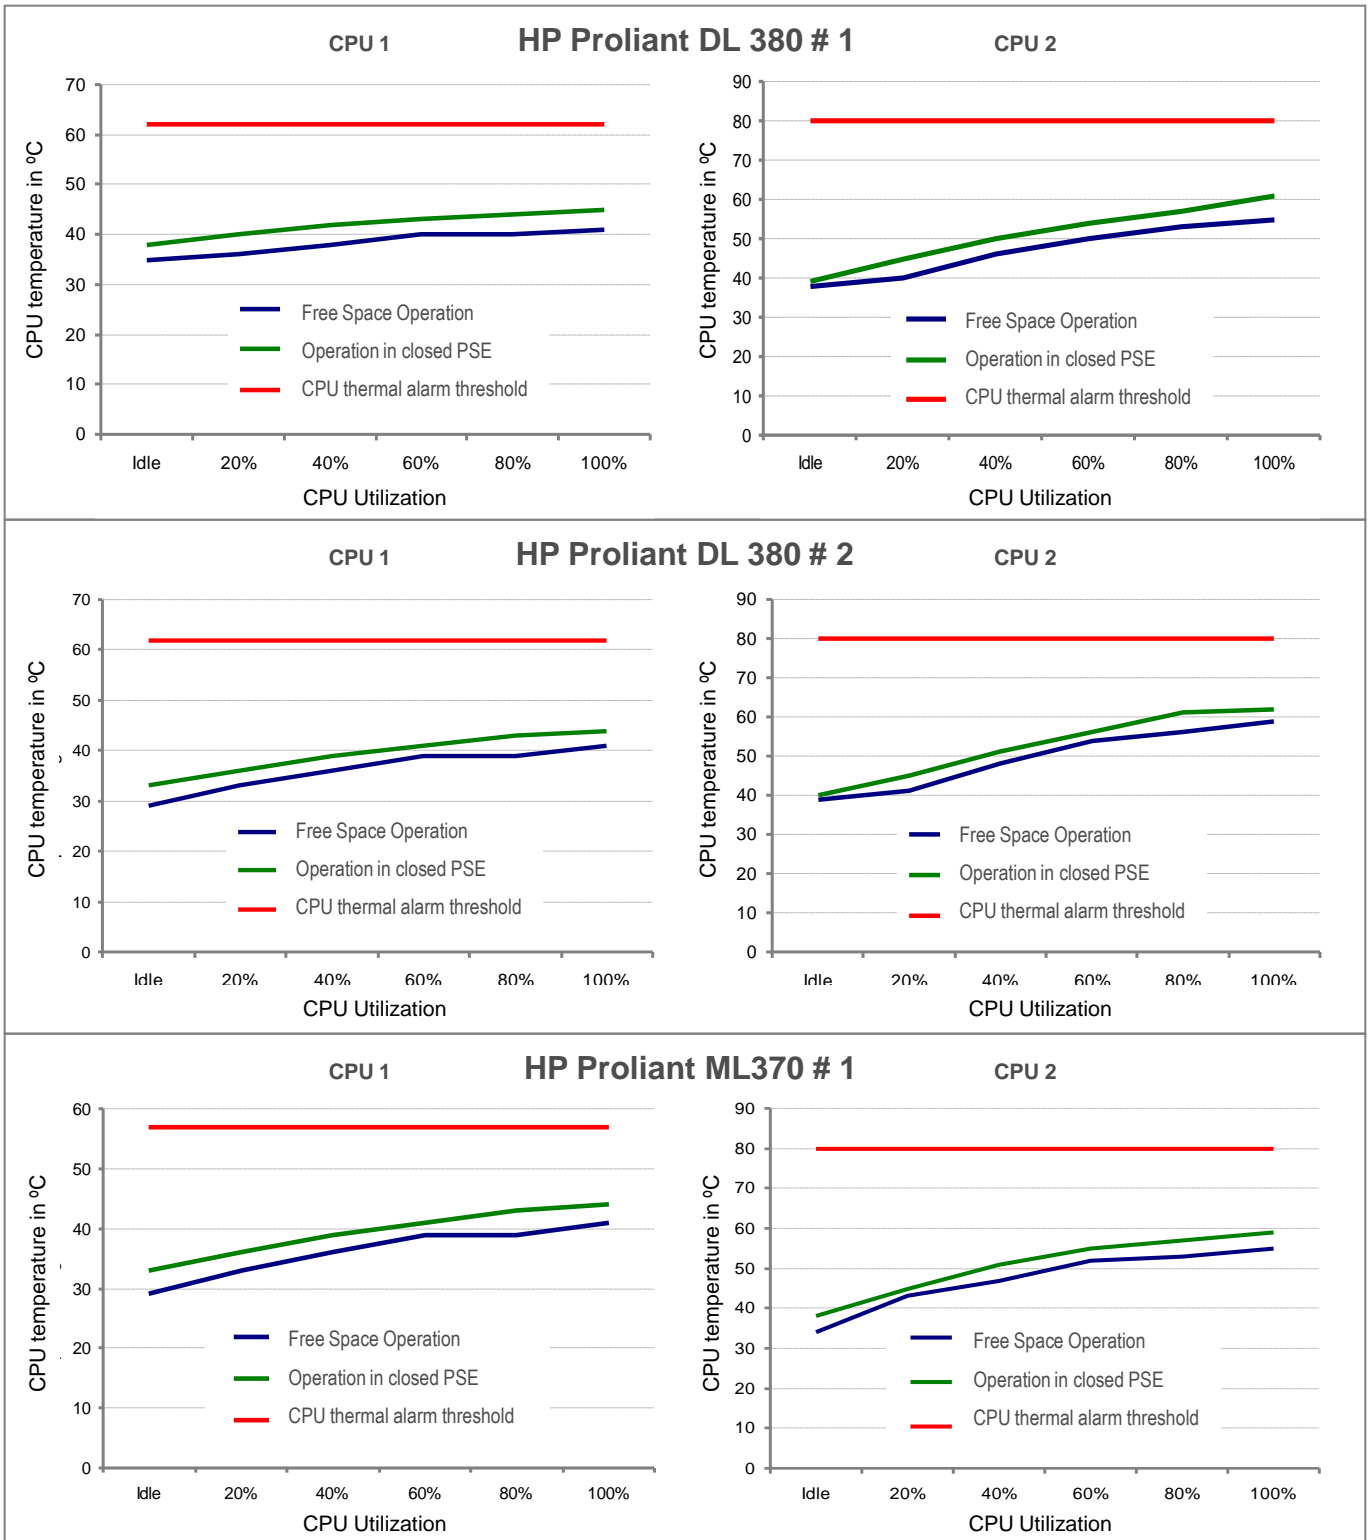 CPU 1
HP Proliant DL 380 # 1
CPU 2
CPU temperature in ºC
70
60
50
40
30
20
10
0
Free Space Operation
Operation in closed PSE
CPU thermal alarm threshold
Idle 20% 40% 60% 80% 100%
CPU Utilization
CPU temperature in ºC
90
80
70
60
50
40
30
20
10
0
Free Space Operation
Operation in closed PSE
CPU thermal alarm threshold
Idle 20% 40% 60% 80% 100%
CPU Utilization
CPU 1
HP Proliant DL 380 # 2
CPU 2
CPU temperature in ºC
70
60
50
40
30
20
10
0
Free Space Operation
Operation in closed PSE
CPU thermal alarm threshold
Idle 20% 40% 60% 80% 100%
CPU Utilization
CPU temperature in ºC
90
80
70
60
50
40
30
20
10
0
Free Space Operation
Operation in closed PSE
CPU thermal alarm threshold
Idle 20% 40% 60% 80% 100%
CPU Utilization
CPU 1
HP Proliant ML370 # 1
CPU 2
CPU temperature in ºC
60
50
40
30
20
10
0
Free Space Operation
Operation in closed PSE
CPU thermal alarm threshold
Idle 20% 40% 60% 80% 100%
CPU Utilization
CPU temperature in ºC
90
80
70
60
50
40
30
20
10
0
Free Space Operation
Operation in closed PSE
CPU thermal alarm threshold
Idle 20% 40% 60% 80% 100%
CPU Utilization